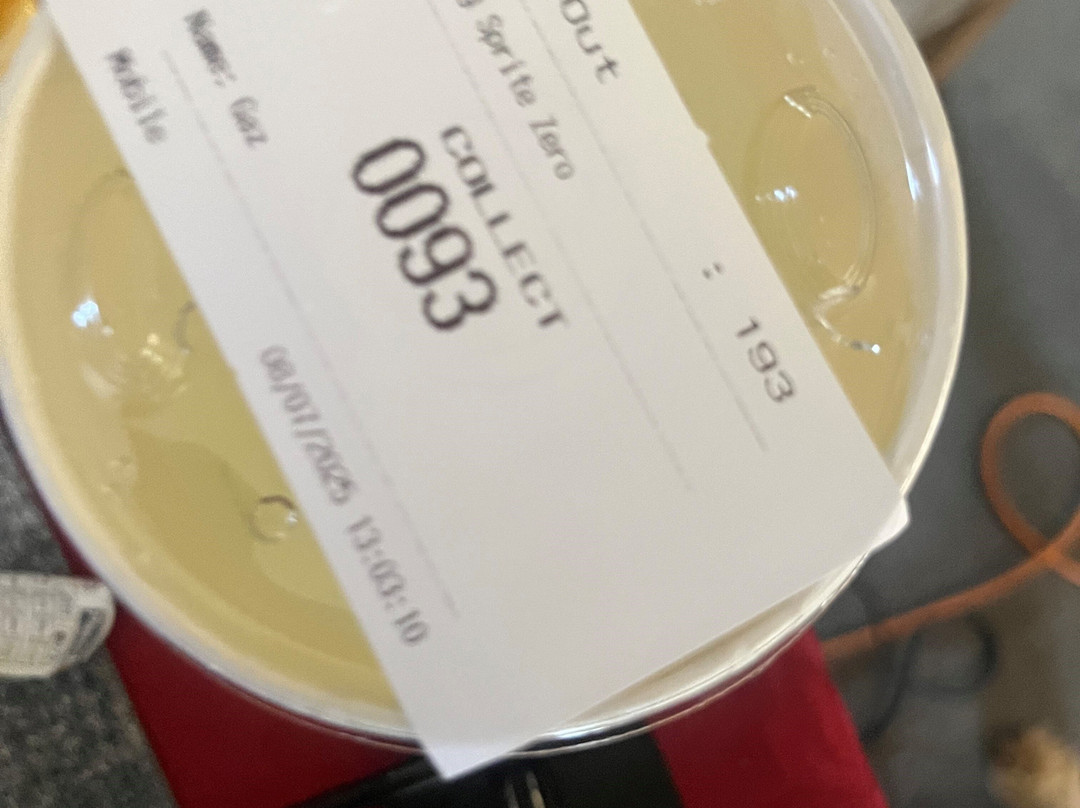 Out
: 193
Sprite Zero
COLLECT
0093
Name: Gaz
Mobile
08/07/2025 13:03:10